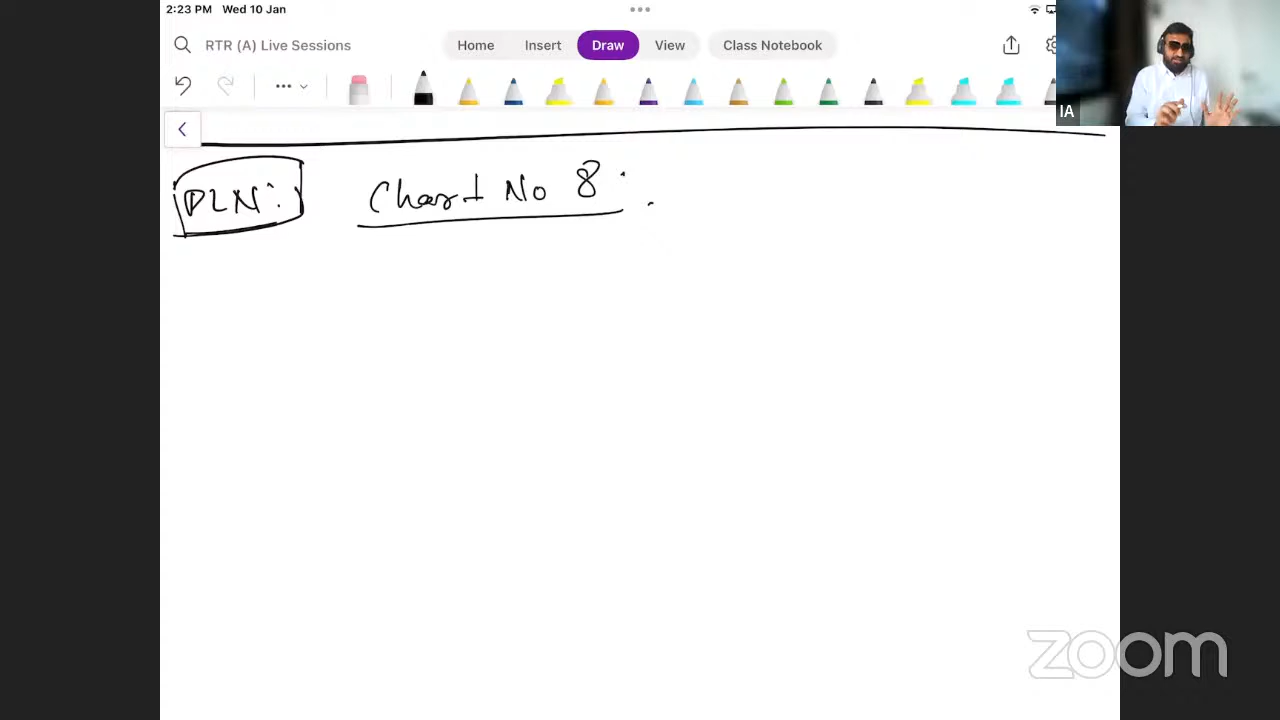 2:23 PM Wed 10 Jan
RTR (A) Live Sessions
Home Insert Draw View Class Notebook
IA
PLN: Chart No 8:
zoom